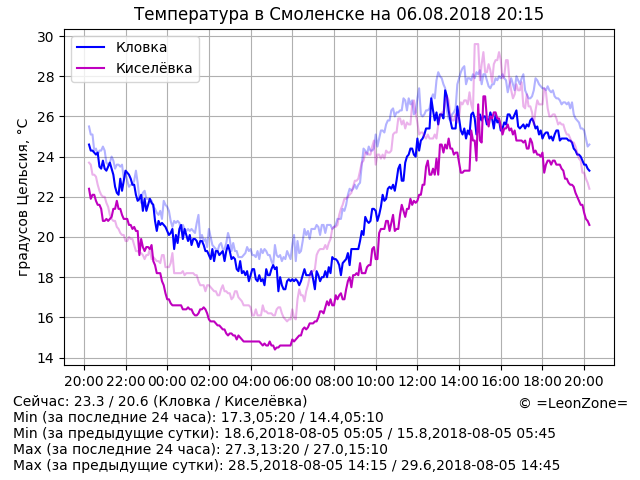 Температура в Смоленске на 06.08.2018 20:15
градусов Цельсия, °C
30
28
26
24
22
20
18
16
14
Кловка
Киселёвка
20:00 22:00 00:00 02:00 04:00 06:00 08:00 10:00 12:00 14:00 16:00 18:00 20:00
Сейчас: 23.3 / 20.6 (Кловка / Киселёвка)
© =LeonZone=
Min (за последние 24 часа): 17.3,05:20 / 14.4,05:10
Min (за предыдущие сутки): 18.6,2018-08-05 05:05 / 15.8,2018-08-05 05:45
Max (за последние 24 часа): 27.3,13:20 / 27.0,15:10
Max (за предыдущие сутки): 28.5,2018-08-05 14:15 / 29.6,2018-08-05 14:45